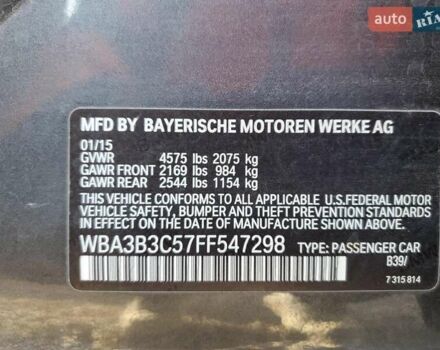 auto
RIA
MFD BY BAYERISCHE MOTOREN WERKE AG
01/15
GVWR 4575 lbs 2075 kg
GAWR FRONT 2169 lbs 984 kg
GAWR REAR 2544 lbs 1154 kg
THIS VEHICLE CONFORMS TO ALL APPLICABLE U.S.FEDERAL MOTOR
VEHICLE SAFETY, BUMPER AND THEFT PREVENTION STANDARDS
IN EFFECT ON THE DATE OF MANUFACTURE SHOWN ABOVE.
WBA3B3C57FF547298 TYPE: PASSENGER CAR
B39/
7 315 814